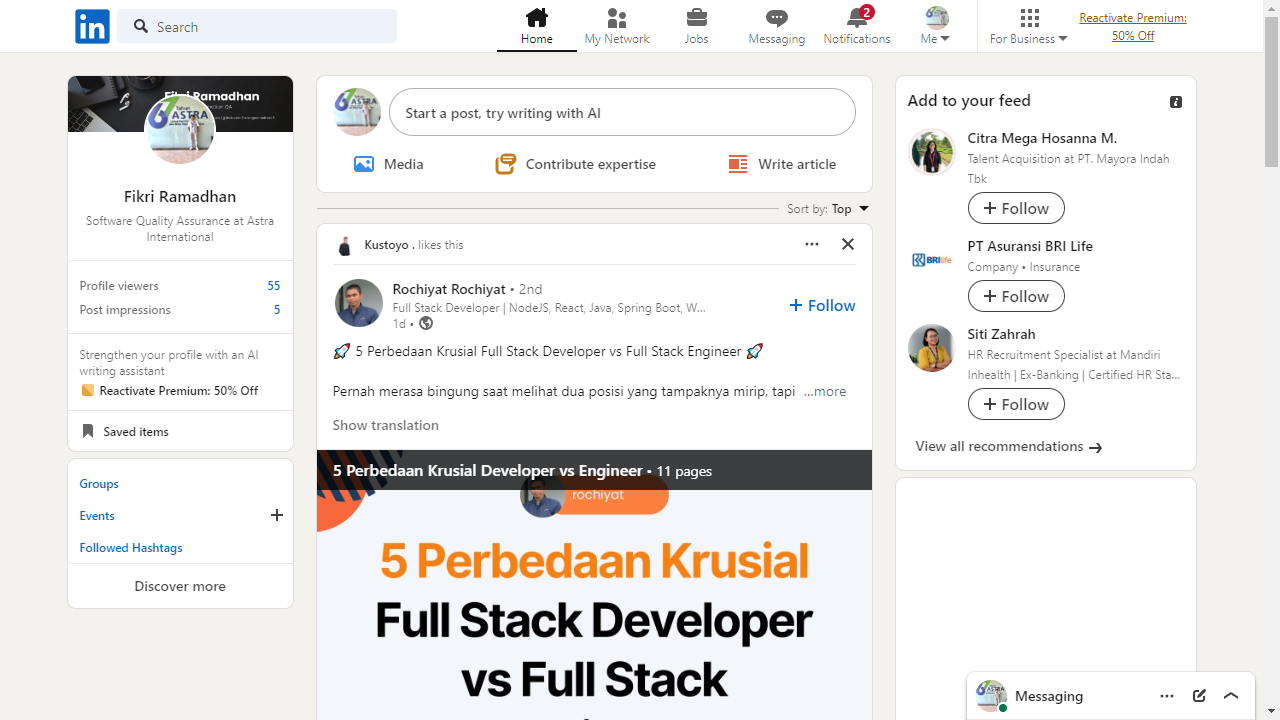 in
Search
Home
My Network
Jobs
Messaging
2
Notifications
Me
For Business
Reactivate Premium:
50% Off
Fikri Ramadhan
67 Tahun
ASTRA
Fikri Ramadhan
Software Quality Assurance at Astra
International
Profile viewers 55
Post impressions 5
Strengthen your profile with an AI
writing assistant
Reactivate Premium: 50% Off
Saved items
Groups
Events
Followed Hashtags
Discover more
Start a post, try writing with AI
Media
Contribute expertise
Write article
Sort by: Top
Kustoyo . likes this
Rochiyat Rochiyat • 2nd
Full Stack Developer | NodeJS, React, Java, Spring Boot, W...
1d •
+ Follow
🚀 5 Perbedaan Krusial Full Stack Developer vs Full Stack Engineer 🚀
Pernah merasa bingung saat melihat dua posisi yang tampaknya mirip, tapi ...more
Show translation
5 Perbedaan Krusial Developer vs Engineer • 11 pages
rochiyat
5 Perbedaan Krusial
Full Stack Developer
vs Full Stack
Add to your feed
Citra Mega Hosanna M.
Talent Acquisition at PT. Mayora Indah
Tbk
+ Follow
BRI life
PT Asuransi BRI Life
Company • Insurance
+ Follow
Siti Zahrah
HR Recruitment Specialist at Mandiri
Inhealth | Ex-Banking | Certified HR Sta...
+ Follow
View all recommendations →
Messaging